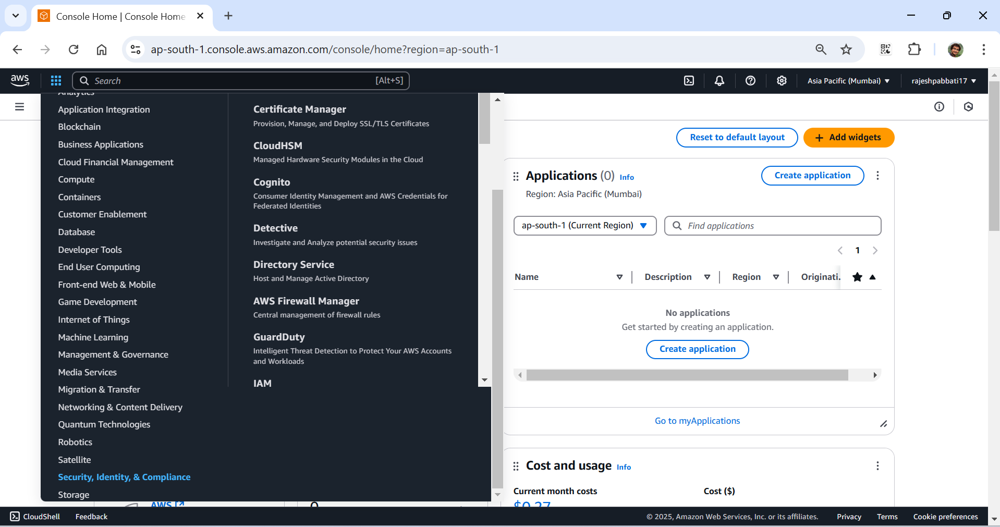 Console Home | Console Home
ap-south-1.console.aws.amazon.com/console/home?region=ap-south-1
aws
Search
[Alt+S]
Asia Pacific (Mumbai)
rajeshpabbati17
Analytics
Application Integration
Blockchain
Business Applications
Cloud Financial Management
Compute
Containers
Customer Enablement
Database
Developer Tools
End User Computing
Front-end Web & Mobile
Game Development
Internet of Things
Machine Learning
Management & Governance
Media Services
Migration & Transfer
Networking & Content Delivery
Quantum Technologies
Robotics
Satellite
Security, Identity, & Compliance
Storage
Certificate Manager
Provision, Manage, and Deploy SSL/TLS Certificates
CloudHSM
Managed Hardware Security Modules in the Cloud
Cognito
Consumer Identity Management and AWS Credentials for
Federated Identities
Detective
Investigate and Analyze potential security issues
Directory Service
Host and Manage Active Directory
AWS Firewall Manager
Central management of firewall rules
GuardDuty
Intelligent Threat Detection to Protect Your AWS Accounts
and Workloads
IAM
Reset to default layout
+ Add widgets
Applications (0) Info
Create application
Region: Asia Pacific (Mumbai)
ap-south-1 (Current Region)
Find applications
1
Name
Description
Region
Originati.
No applications
Get started by creating an application.
Create application
Go to myApplications
Cost and usage Info
Current month costs
Cost ($)
$0.27
AWS
0
CloudShell
Feedback
© 2025, Amazon Web Services, Inc. or its affiliates.
Privacy
Terms
Cookie preferences